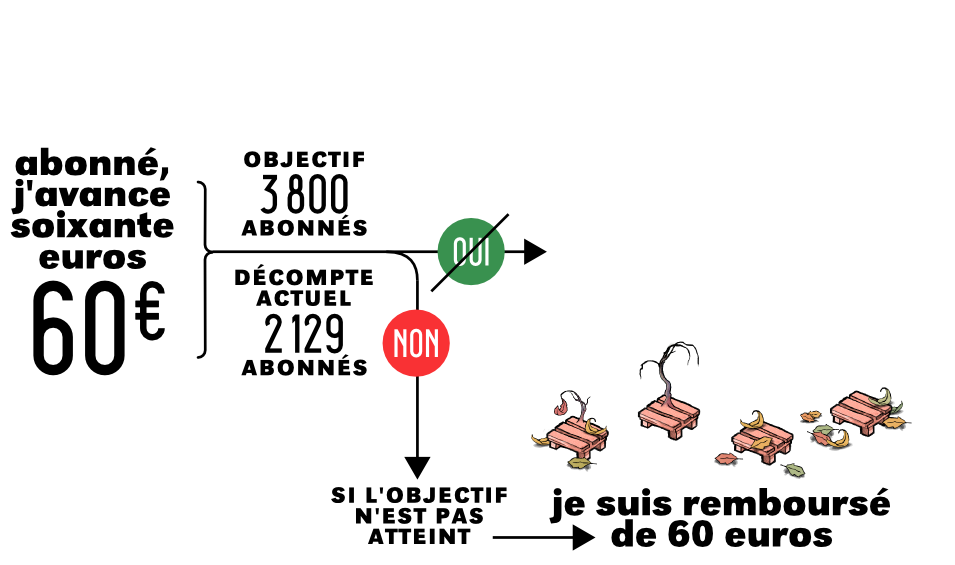 abonné,
j'avance
soixante
euros
60€
OBJECTIF
3 800
ABONNÉS
DÉCOMPTE
ACTUEL
2 129
ABONNÉS
OUI
NON
SI L'OBJECTIF
N'EST PAS
ATTEINT
je suis remboursé
de 60 euros